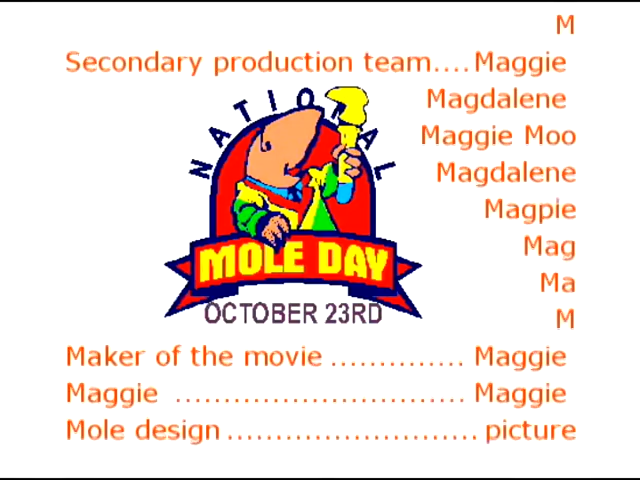 M
Secondary production team....Maggie
Magdalene
Maggie Moo
Magdalene
Magpie
Mag
Ma
M
NATIONAL
MOLE DAY
OCTOBER 23RD
Maker of the movie .............. Maggie
Maggie .............................. Maggie
Mole design.......................... picture